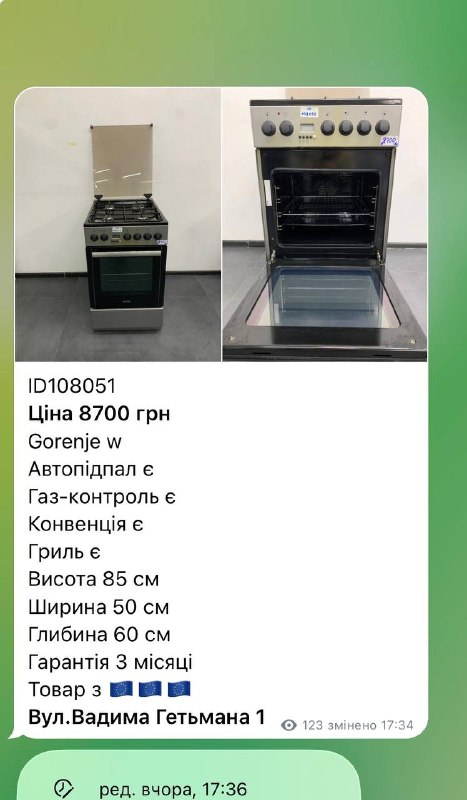 ID108051
Ціна 8700 грн
Gorenje w
Автопідпал є
Газ-контроль є
Конвенція є
Гриль є
Висота 85 см
Ширина 50 см
Глибина 60 см
Гарантія 3 місяці
Товар з 🇪🇺 🇪🇺 🇪🇺
Вул.Вадима Гетьмана 1
123 змінено 17:34
ред. вчора, 17:36